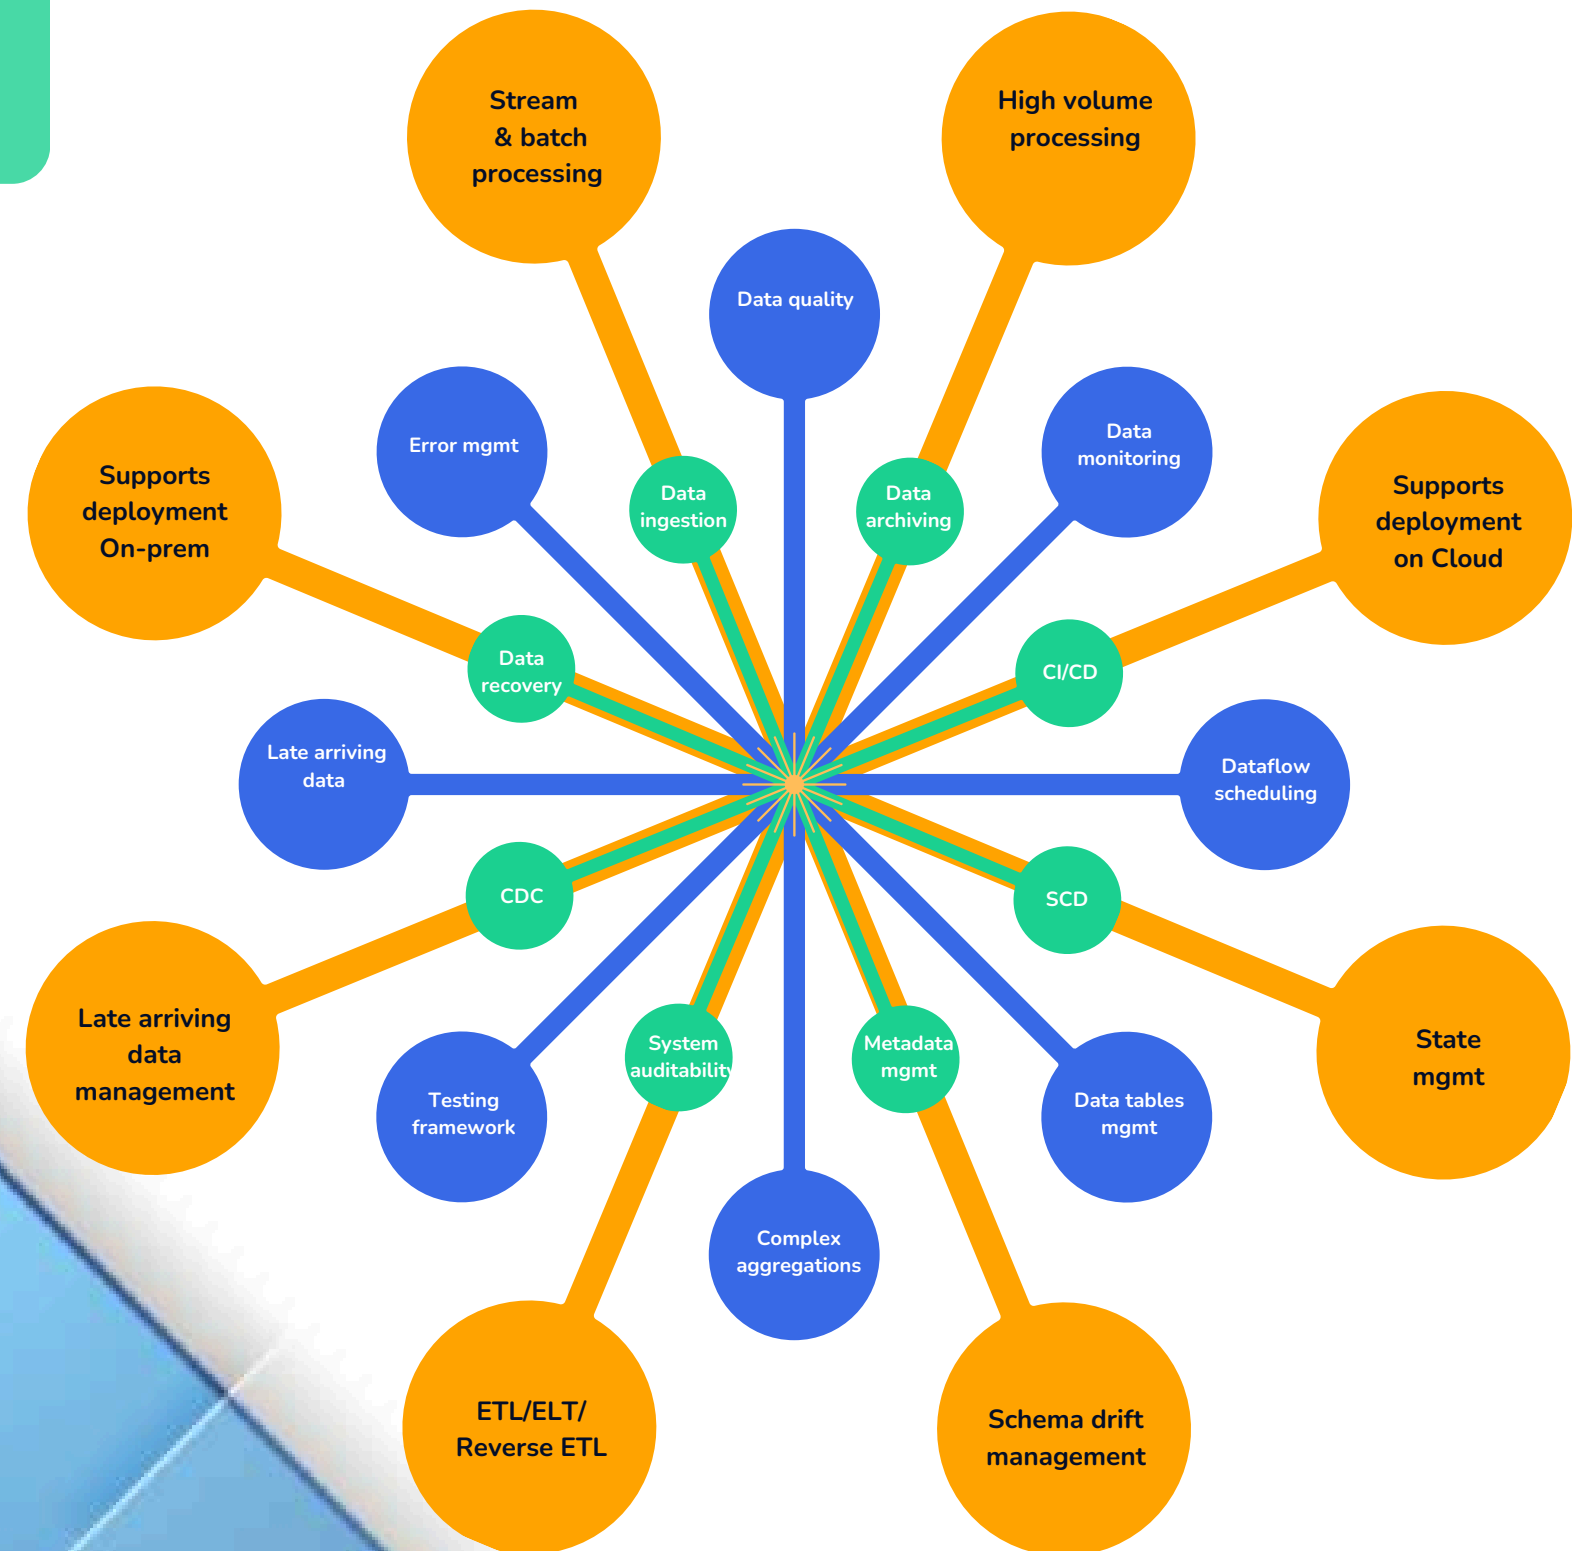 Stream
& batch
processing
High volume
processing
Data quality
Error mgmt
Data
monitoring
Supports
deployment
On-prem
Supports
deployment
on Cloud
Data
ingestion
Data
archiving
Data
recovery
CI/CD
Late arriving
data
Dataflow
scheduling
CDC
SCD
Late arriving
data
management
State
mgmt
System
auditability
Metadata
mgmt
Testing
framework
Data tables
mgmt
Complex
aggregations
ETL/ELT/
Reverse ETL
Schema drift
management